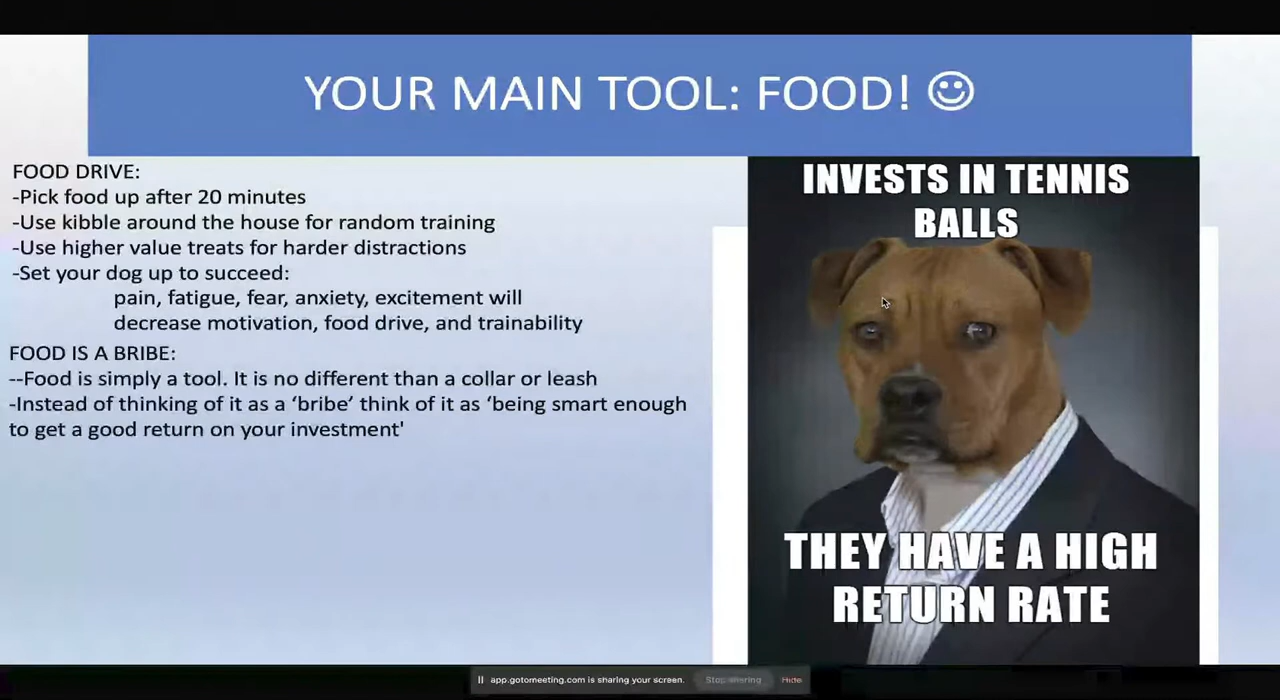 YOUR MAIN TOOL: FOOD! ☺
FOOD DRIVE:
-Pick food up after 20 minutes
-Use kibble around the house for random training
-Use higher value treats for harder distractions
-Set your dog up to succeed:
pain, fatigue, fear, anxiety, excitement will
decrease motivation, food drive, and trainability
FOOD IS A BRIBE:
--Food is simply a tool. It is no different than a collar or leash
-Instead of thinking of it as a ‘bribe’ think of it as ‘being smart enough
to get a good return on your investment'
INVESTS IN TENNIS
BALLS
THEY HAVE A HIGH
RETURN RATE
app.gotomeeting.com is sharing your screen. Stop sharing Hide